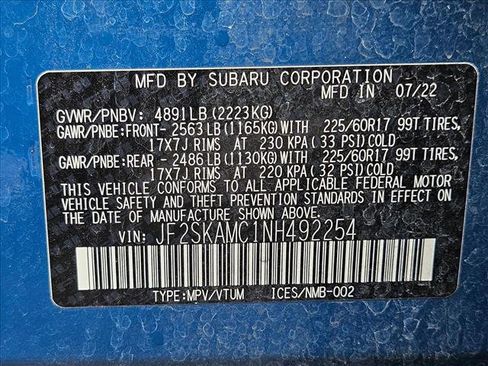 MFD BY SUBARU CORPORATION
MFD IN 07/22
GVWR/PNBV: 4891LB (2223KG)
GAWR/PNBE:FRONT- 2563LB (1165KG)WITH 225/60R17 99T TIRES,
17X7J RIMS AT 230 KPA (33 PSI)COLD
GAWR/PNBE:REAR - 2486LB (1130KG)WITH 225/60R17 99T TIRES,
17X7J RIMS AT 220 KPA (32 PSI)COLD
THIS VEHICLE CONFORMS TO ALL APPLICABLE FEDERAL MOTOR
VEHICLE SAFETY AND THEFT PREVENTION STANDARDS IN EFFECT
ON THE DATE OF MANUFACTURE SHOWN ABOVE.
VIN: JF2SKAMC1NH492254
TYPE:MPV/VTUM ICES/NMB-002